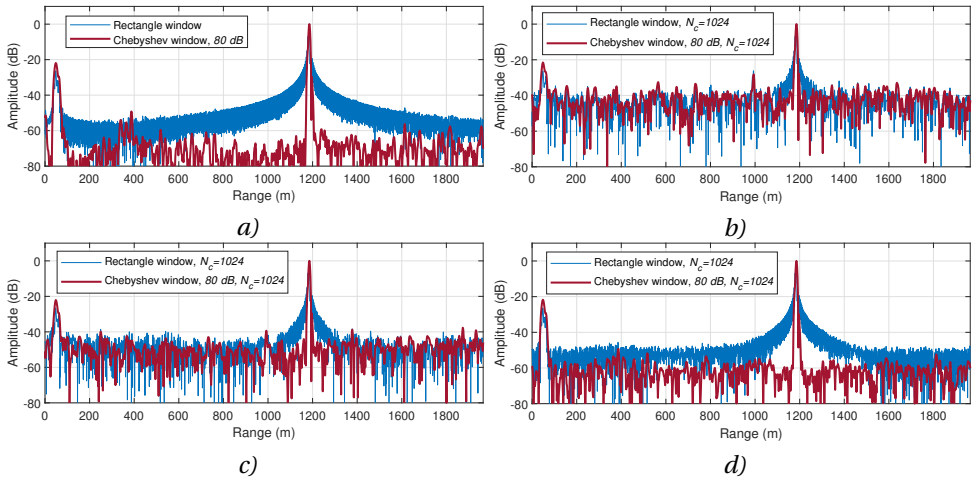 Rectangle window
Chebyshev window, 80 dB
Amplitude (dB)
0
-20
-40
-60
-80
0 200 400 600 800 1000 1200 1400 1600 1800
Range (m)
a)
Rectangle window, N_c=1024
Chebyshev window, 80 dB, N_c=1024
Amplitude (dB)
0
-20
-40
-60
-80
0 200 400 600 800 1000 1200 1400 1600 1800
Range (m)
b)
Rectangle window, N_c=1024
Chebyshev window, 80 dB, N_c=1024
Amplitude (dB)
0
-20
-40
-60
-80
0 200 400 600 800 1000 1200 1400 1600 1800
Range (m)
c)
Rectangle window, N_c=1024
Chebyshev window, 80 dB, N_c=1024
Amplitude (dB)
0
-20
-40
-60
-80
0 200 400 600 800 1000 1200 1400 1600 1800
Range (m)
d)